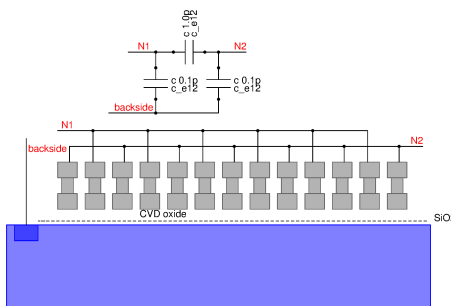 c 1.0p
c_e12
N1
N2
c 0.1p
c_e12
c 0.1p
c_e12
backside
N1
N2
backside
CVD oxide
SiO